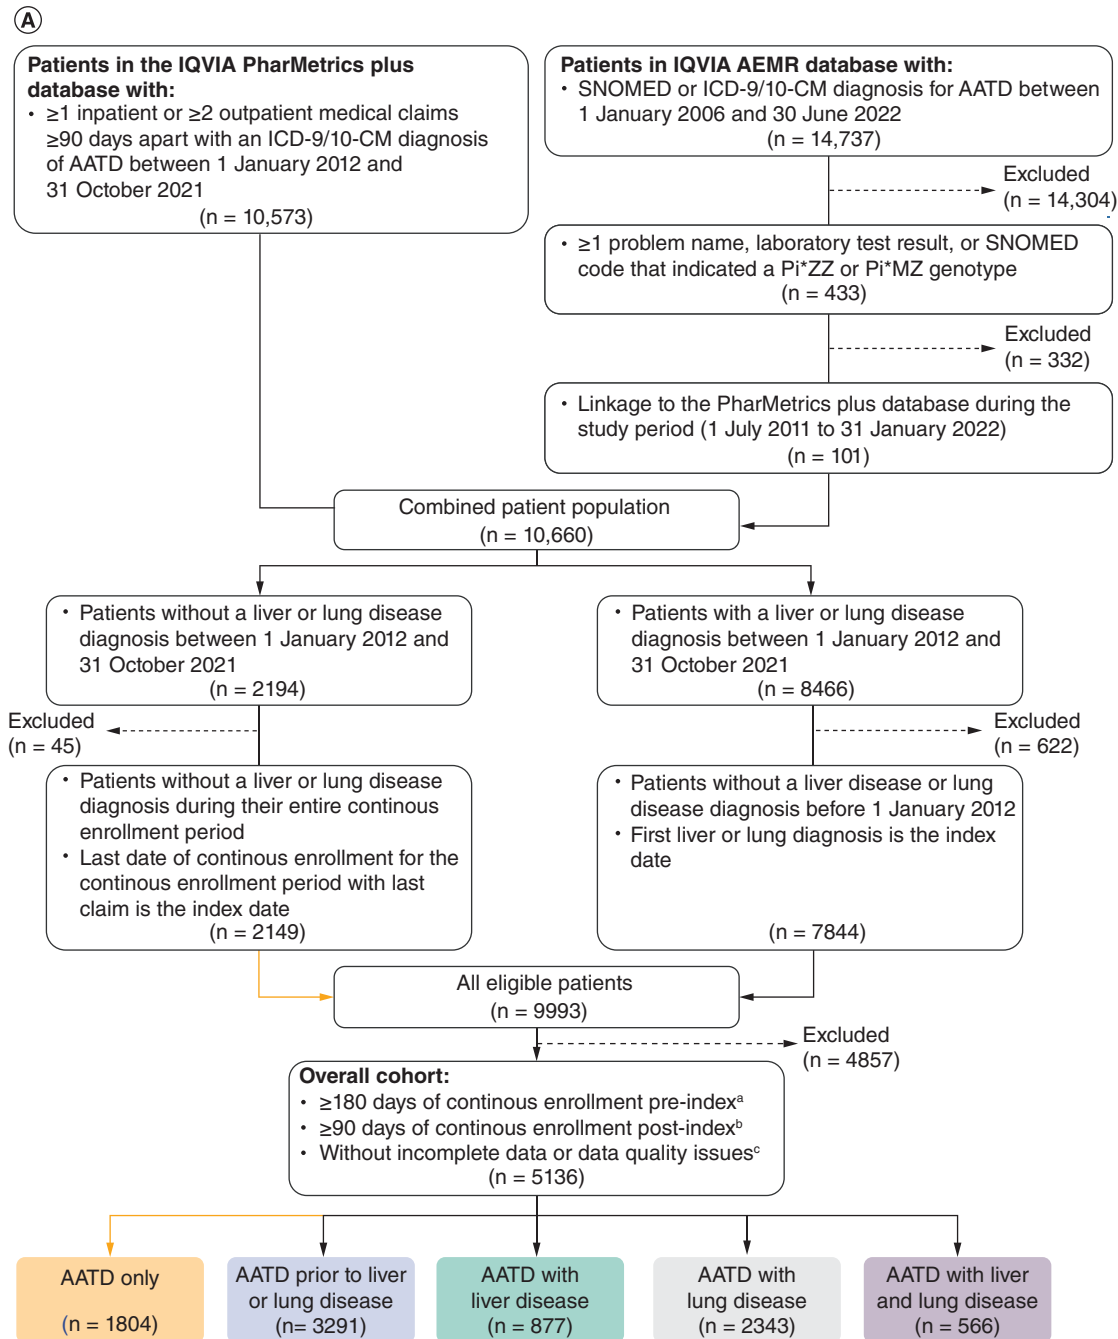 A
Patients in the IQVIA PharMetrics plus
database with:
• ≥1 inpatient or ≥2 outpatient medical claims
≥90 days apart with an ICD-9/10-CM diagnosis
of AATD between 1 January 2012 and
31 October 2021
(n = 10,573)
Patients in IQVIA AEMR database with:
• SNOMED or ICD-9/10-CM diagnosis for AATD between
1 January 2006 and 30 June 2022
(n = 14,737)
Excluded
(n = 14,304)
• ≥1 problem name, laboratory test result, or SNOMED
code that indicated a Pi*ZZ or Pi*MZ genotype
(n = 433)
Excluded
(n = 332)
• Linkage to the PharMetrics plus database during the
study period (1 July 2011 to 31 January 2022)
(n = 101)
Combined patient population
(n = 10,660)
• Patients without a liver or lung disease
diagnosis between 1 January 2012 and
31 October 2021
(n = 2194)
• Patients with a liver or lung disease
diagnosis between 1 January 2012 and
31 October 2021
(n = 8466)
Excluded
(n = 45)
Excluded
(n = 622)
• Patients without a liver or lung disease
diagnosis during their entire continous
enrollment period
• Last date of continous enrollment for the
continous enrollment period with last
claim is the index date
(n = 2149)
• Patients without a liver disease or lung
disease diagnosis before 1 January 2012
• First liver or lung diagnosis is the index
date
(n = 7844)
All eligible patients
(n = 9993)
Excluded
(n = 4857)
Overall cohort:
• ≥180 days of continous enrollment pre-indexᵃ
• ≥90 days of continous enrollment post-indexᵇ
• Without incomplete data or data quality issuesᶜ
(n = 5136)
AATD only
(n = 1804)
AATD prior to liver
or lung disease
(n= 3291)
AATD with
liver disease
(n = 877)
AATD with
lung disease
(n = 2343)
AATD with liver
and lung disease
(n = 566)